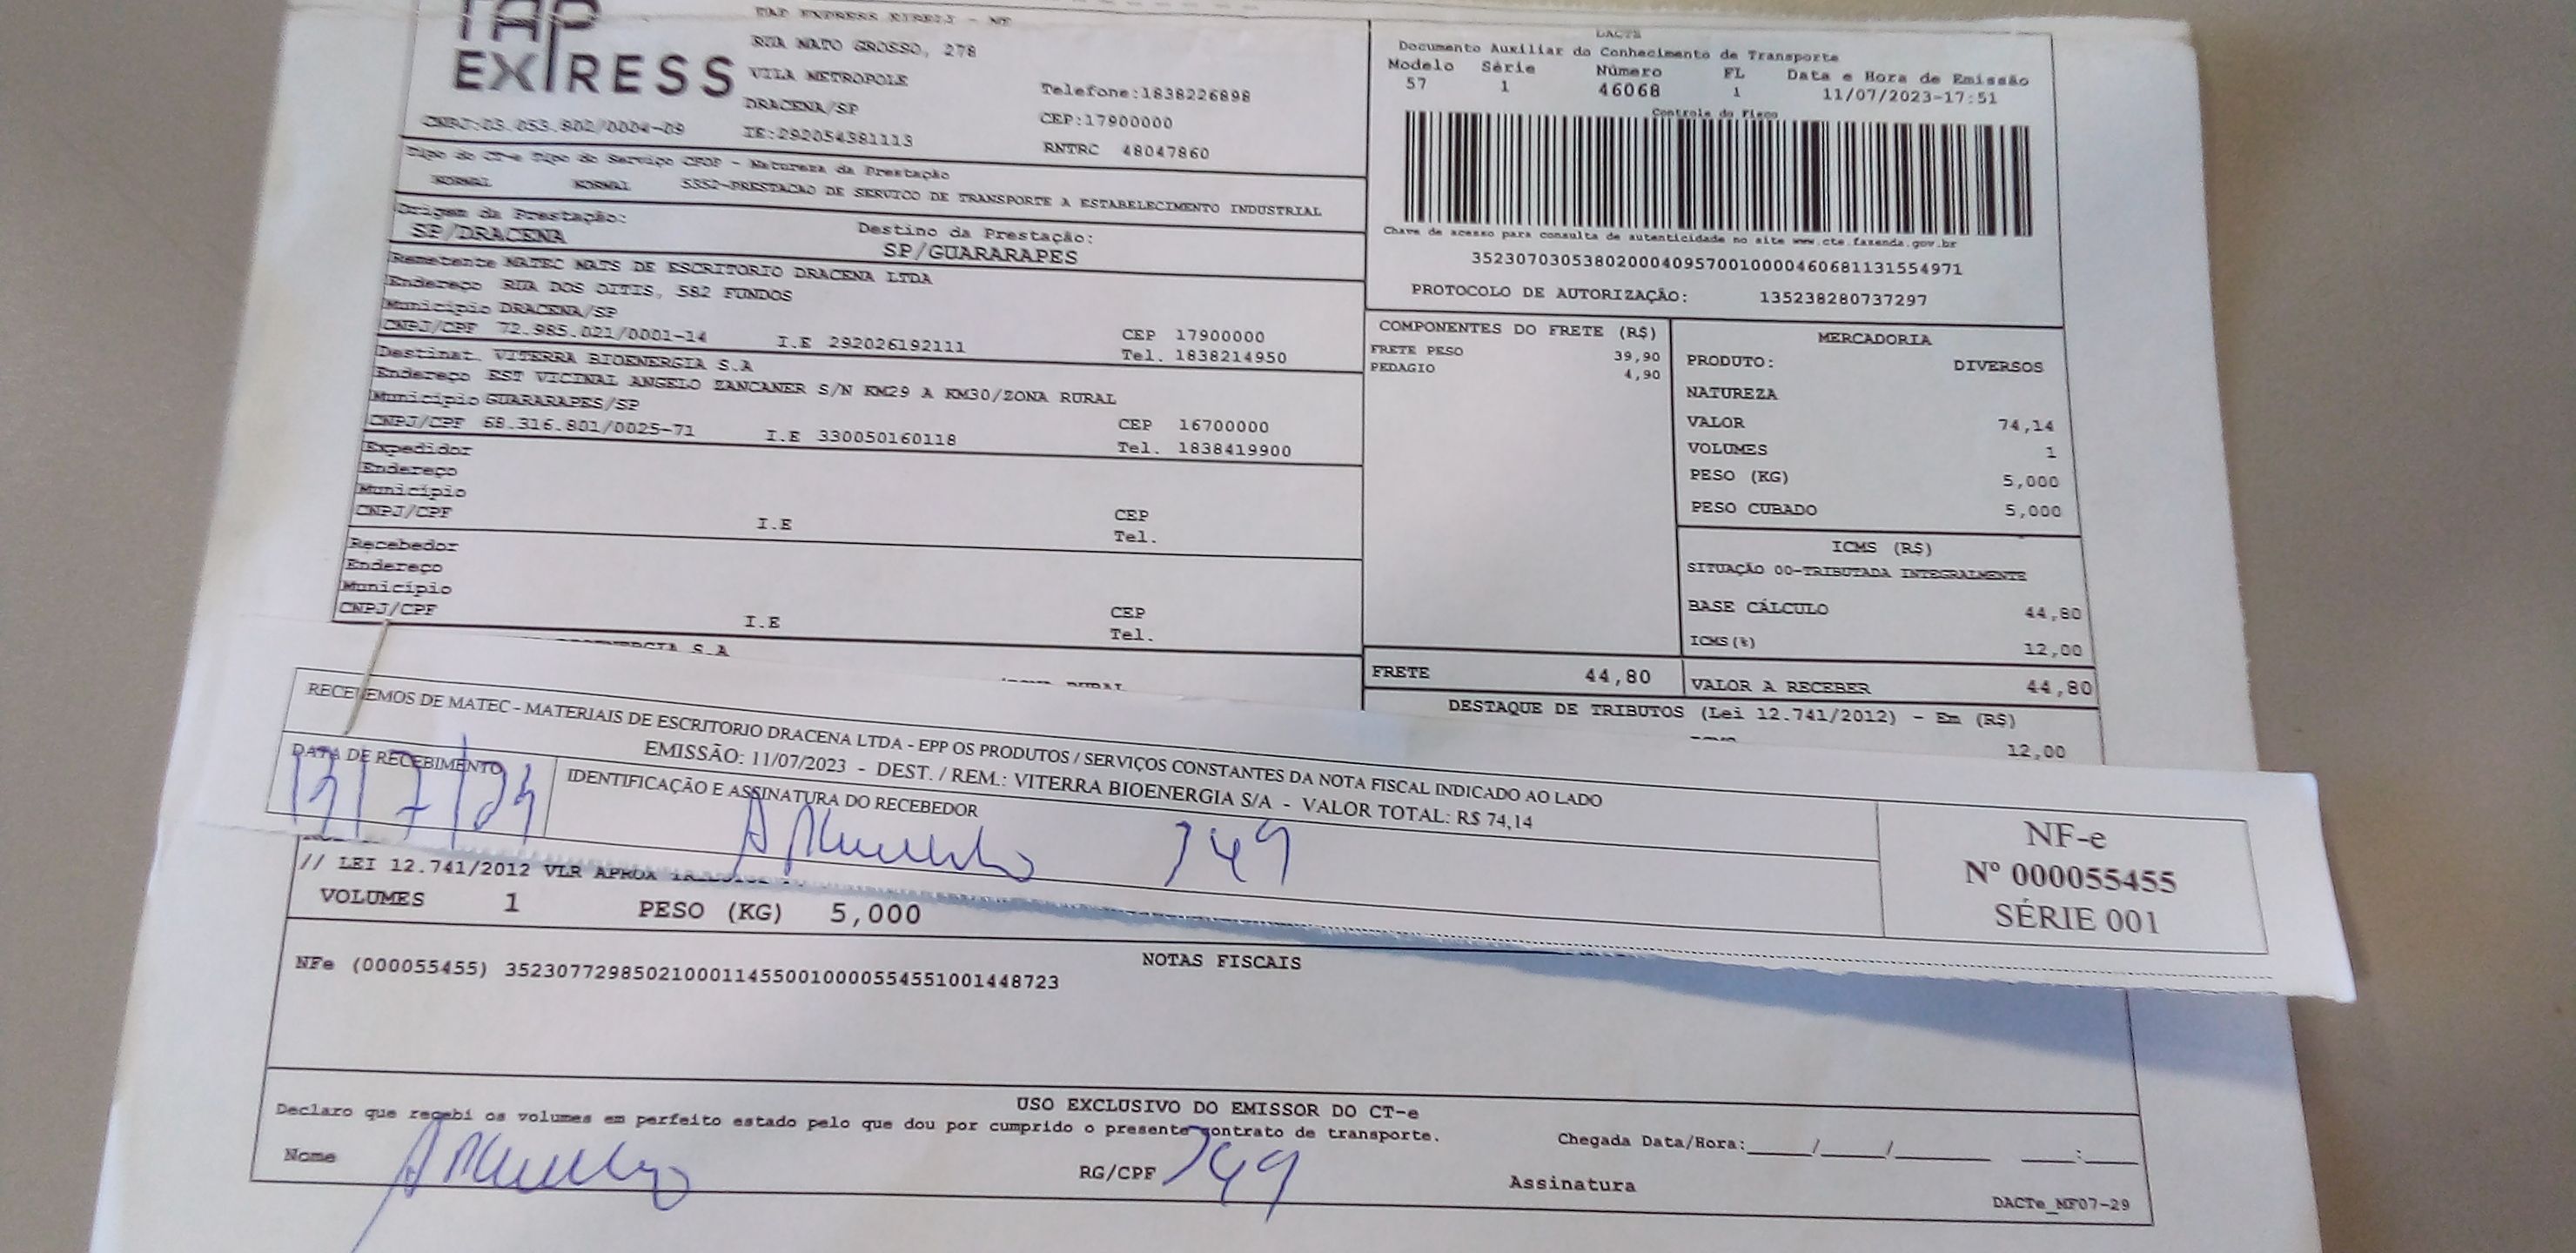 TAP
EXPRESS
TAP EXPRESS EIRELI - ME
RUA MATO GROSSO, 278
VILA METROPOLE
DRACENA/SP
Telefone:1838226898
CEP:17900000
CNPJ:03.053.802/0004-09
IE:292054381113
RNTRC 48047860
Tipo do CT-e Tipo do Serviço CFOP - Natureza da Prestação
NORMAL NORMAL 5352-PRESTACAO DE SERVICO DE TRANSPORTE A ESTABELECIMENTO INDUSTRIAL
Origem da Prestação:
SP/DRACENA
Destino da Prestação:
SP/GUARARAPES
DACTE
Documento Auxiliar do Conhecimento de Transporte
Modelo Série Número FL Data e Hora de Emissão
57 1 46068 1 11/07/2023-17:51
Controle do Fisco
Chave de acesso para consulta de autenticidade no site www.cte.fazenda.gov.br
35230703053802000409570010000460681131554971
PROTOCOLO DE AUTORIZAÇÃO: 135238280737297
Remetente MATEC MATS DE ESCRITORIO DRACENA LTDA
Endereço RUA DOS OITIS, 582 FUNDOS
Município DRACENA/SP
CEP 17900000
CNPJ/CPF 72.985.021/0001-14 I.E 292026192111 Tel. 1838214950
Destinat. VITERRA BIOENERGIA S.A
Endereço EST VICINAL ANGELO ZANCANER S/N KM29 A KM30/ZONA RURAL
Município GUARARAPES/SP
CEP 16700000
CNPJ/CPF 68.316.801/0025-71 I.E 330050160118 Tel. 1838419900
Expedidor
Endereço
Município
CEP
CNPJ/CPF I.E Tel.
Recebedor
Endereço
Município
CEP
CNPJ/CPF I.E Tel.
COMPONENTES DO FRETE (R$)
FRETE PESO 39,90
PEDAGIO 4,90
MERCADORIA
PRODUTO: DIVERSOS
NATUREZA
VALOR 74,14
VOLUMES 1
PESO (KG) 5,000
PESO CUBADO 5,000
ICMS (R$)
SITUAÇÃO 00-TRIBUTADA INTEGRALMENTE
BASE CÁLCULO 44,80
ICMS(%) 12,00
FRETE 44,80
VALOR A RECEBER 44,80
DESTAQUE DE TRIBUTOS (Lei 12.741/2012) - Em (R$)
12,00
S.A
RURAL
RECEBEMOS DE MATEC - MATERIAIS DE ESCRITORIO DRACENA LTDA - EPP OS PRODUTOS / SERVIÇOS CONSTANTES DA NOTA FISCAL INDICADO AO LADO
EMISSÃO: 11/07/2023 - DEST. / REM.: VITERRA BIOENERGIA S/A - VALOR TOTAL: R$ 74,14
DATA DE RECEBIMENTO
IDENTIFICAÇÃO E ASSINATURA DO RECEBEDOR
749
NF-e
Nº 000055455
SÉRIE 001
// LEI 12.741/2012 VLR APROX
VOLUMES 1 PESO (KG) 5,000
NOTAS FISCAIS
NFe (000055455) 35230772985021000114550010000554551001448723
USO EXCLUSIVO DO EMISSOR DO CT-e
Declaro que recebi os volumes em perfeito estado pelo que dou por cumprido o presente contrato de transporte.
Chegada Data/Hora:_____/_____/_______ ____:____
Nome
RG/CPF 749
Assinatura
DACTe_MF07-29